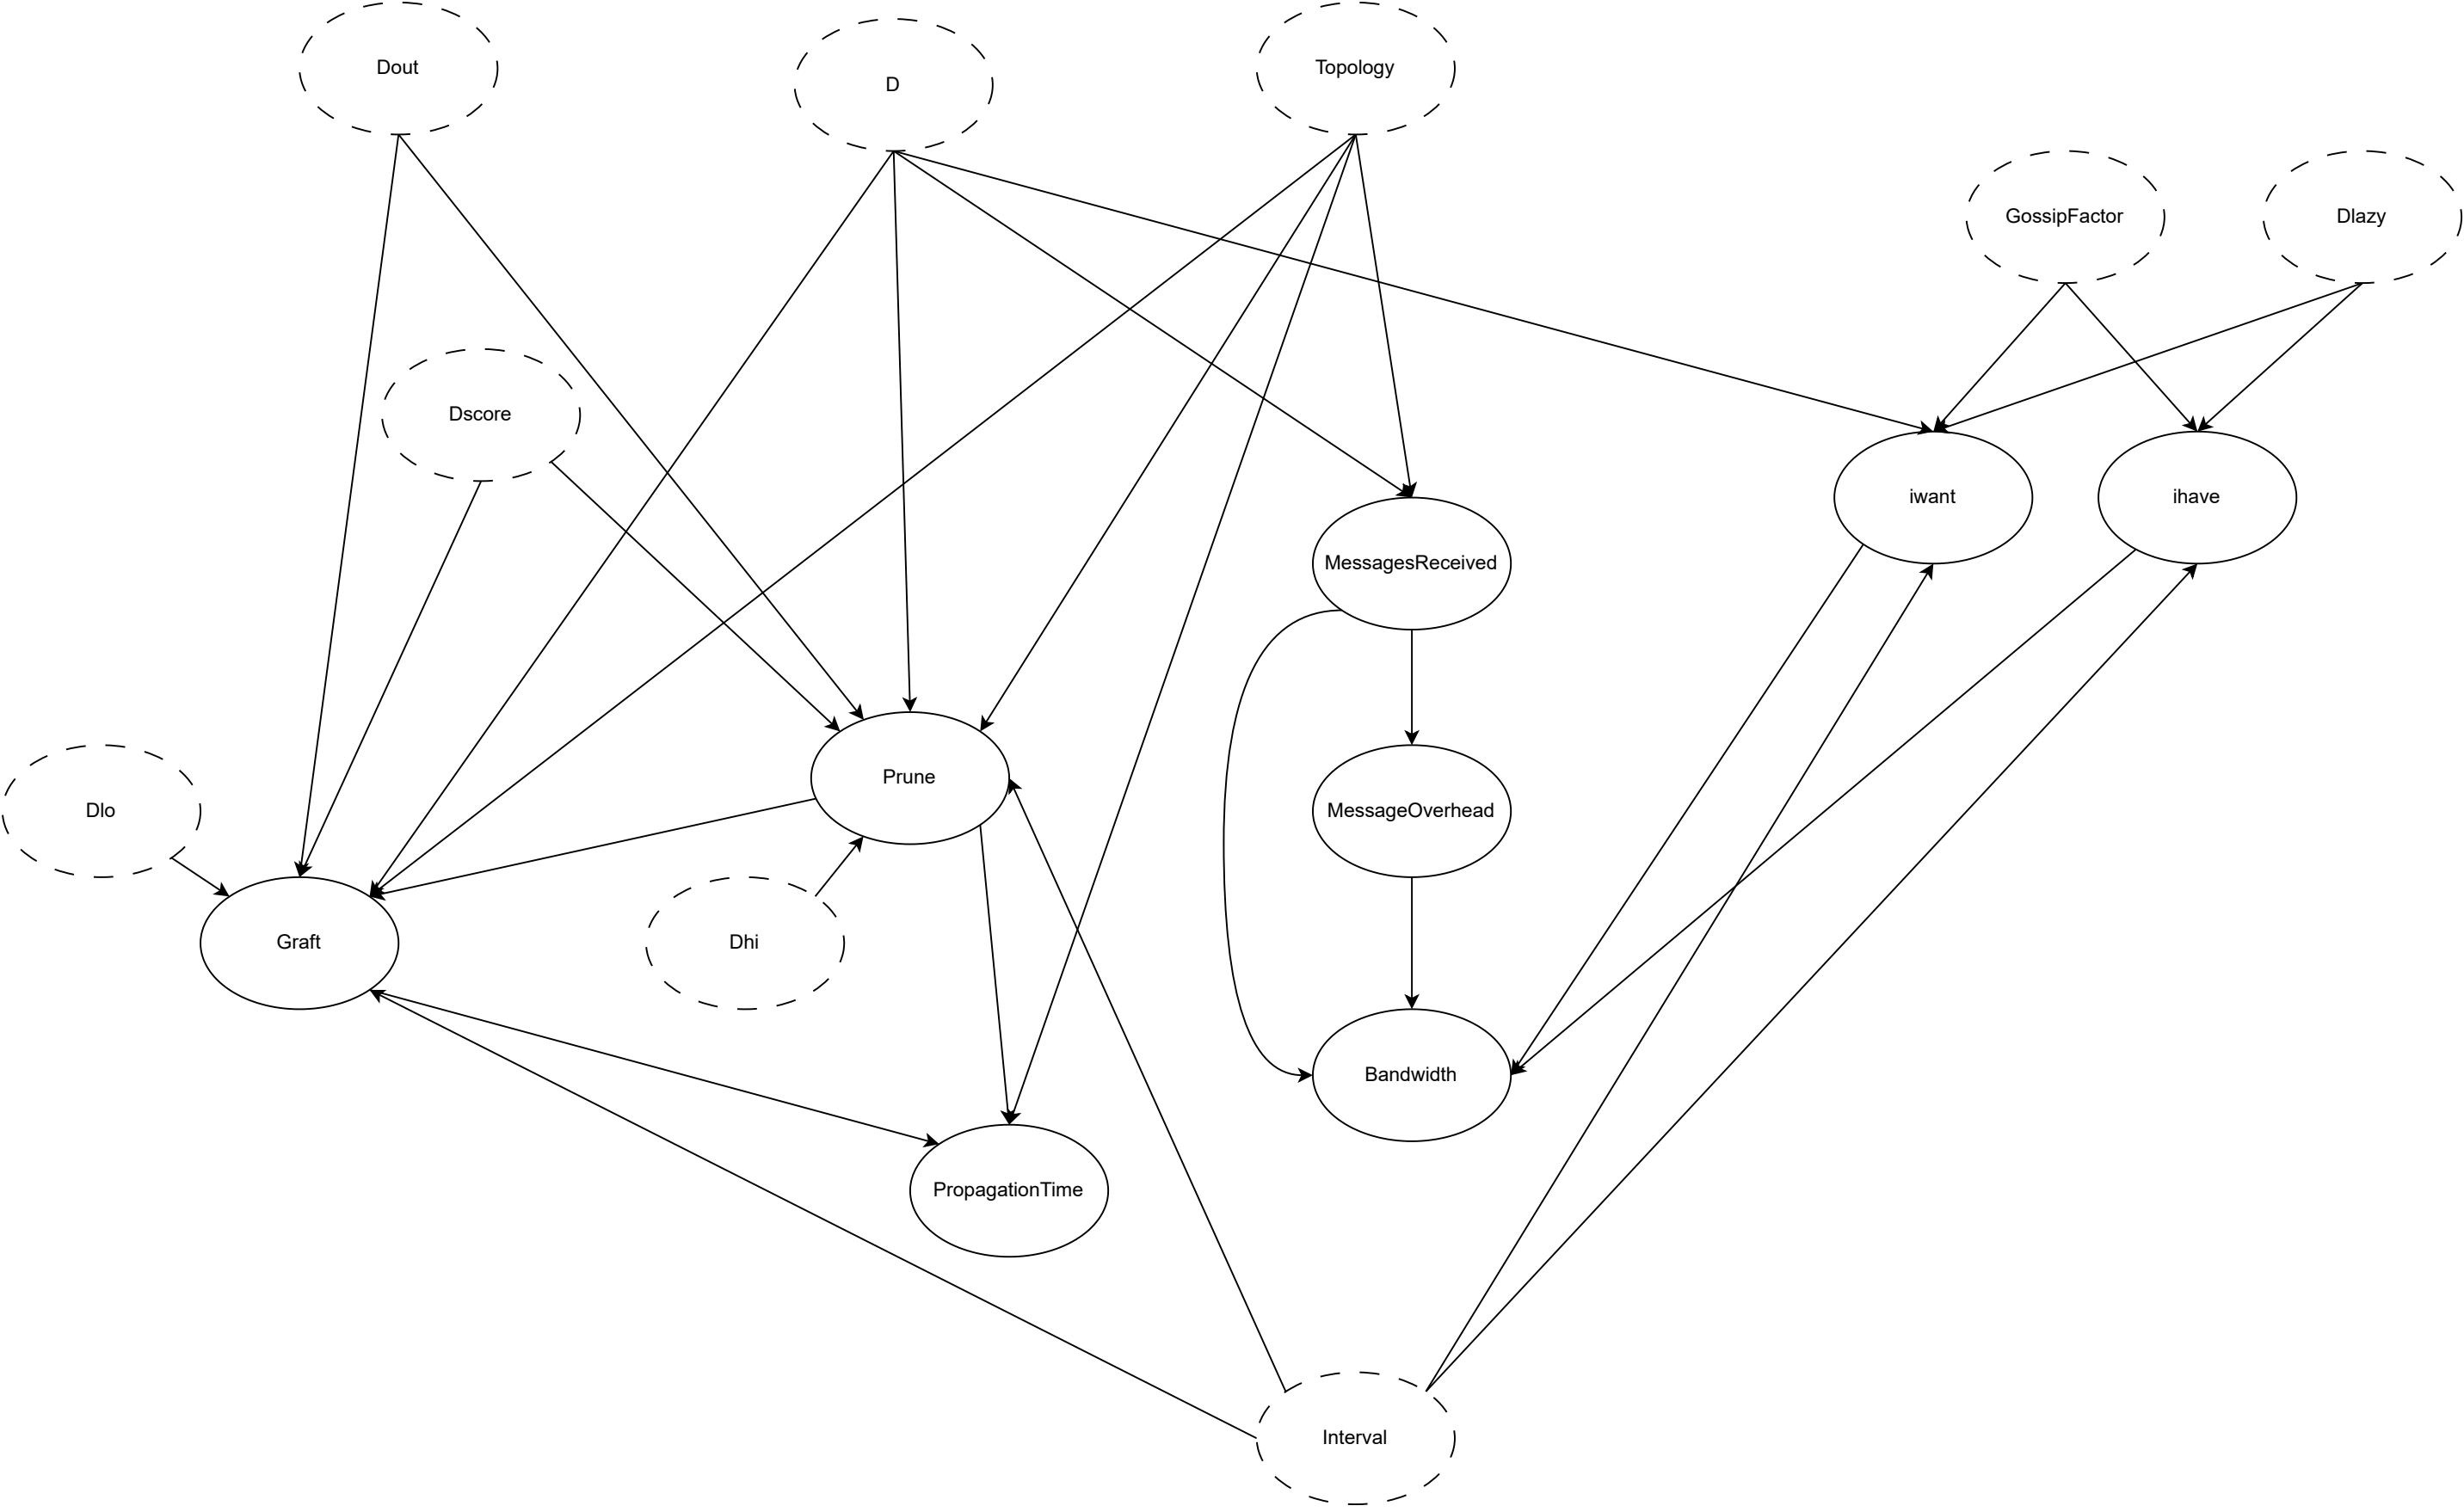 Dout
D
Topology
GossipFactor
Dlazy
Dscore
iwant
ihave
MessagesReceived
Prune
Dlo
MessageOverhead
Graft
Dhi
Bandwidth
PropagationTime
Interval